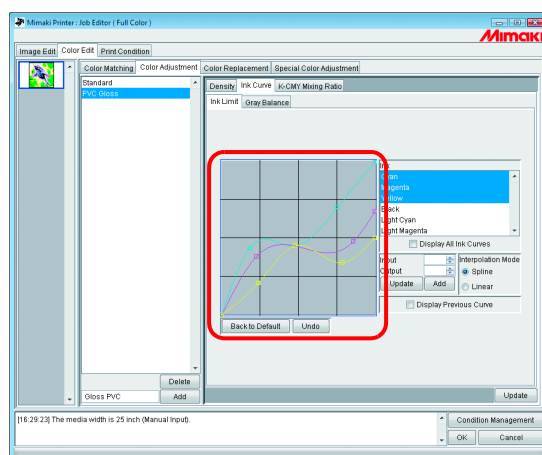 Mimaki Printer : Job Editor ( Full Color )
Mimaki
Image Edit Color Edit Print Condition
Color Matching Color Adjustment Color Replacement Special Color Adjustment
Standard
PVC Gloss
Density Ink Curve K-CMY Mixing Ratio
Ink Limit Gray Balance
Ink
Cyan
Magenta
Yellow
Black
Light Cyan
Light Magenta
Display All Ink Curves
Input
Output
Update Add
Interpolation Mode
Spline
Linear
Display Previous Curve
Back to Default Undo
Delete
Gloss PVC Add
Update
[16:29:23] The media width is 25 inch (Manual Input).
Condition Management
OK Cancel